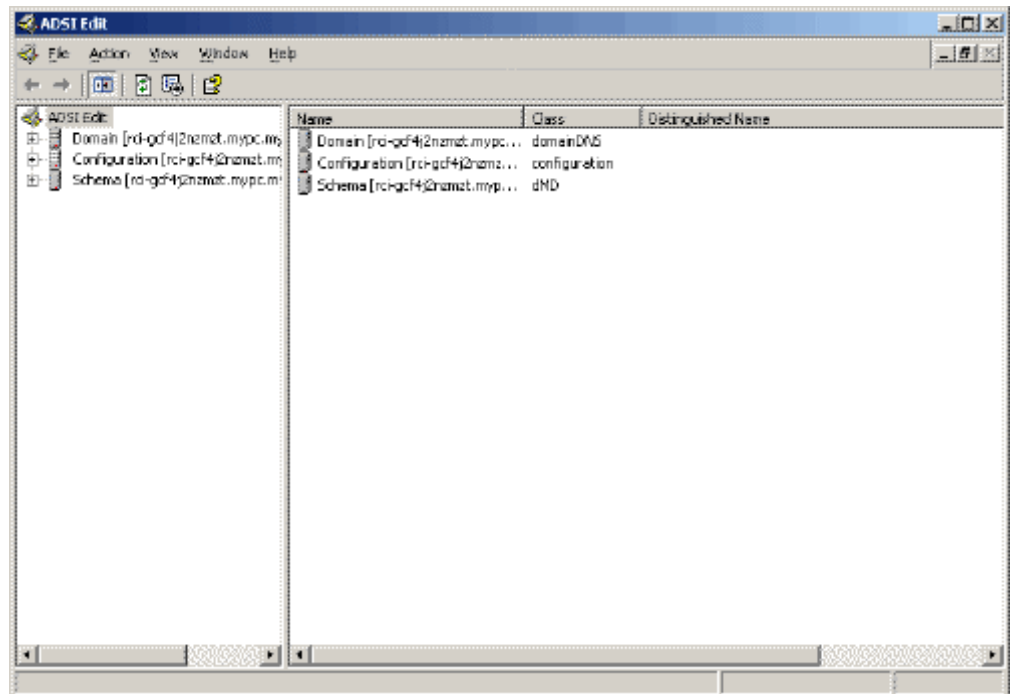 ADSI Edit
File Action View Window Help
ADSI Edit
Domain [rci-gcf4j2nzmzt.mypc.my
Configuration [rci-gcf4j2nzmzt.my
Schema [rci-gcf4j2nzmzt.mypc.m
Name Class Distinguished Name
Domain [rci-gcf4j2nzmzt.mypc... domainDNS
Configuration [rci-gcf4j2nzmz... configuration
Schema [rci-gcf4j2nzmzt.myp... dMD